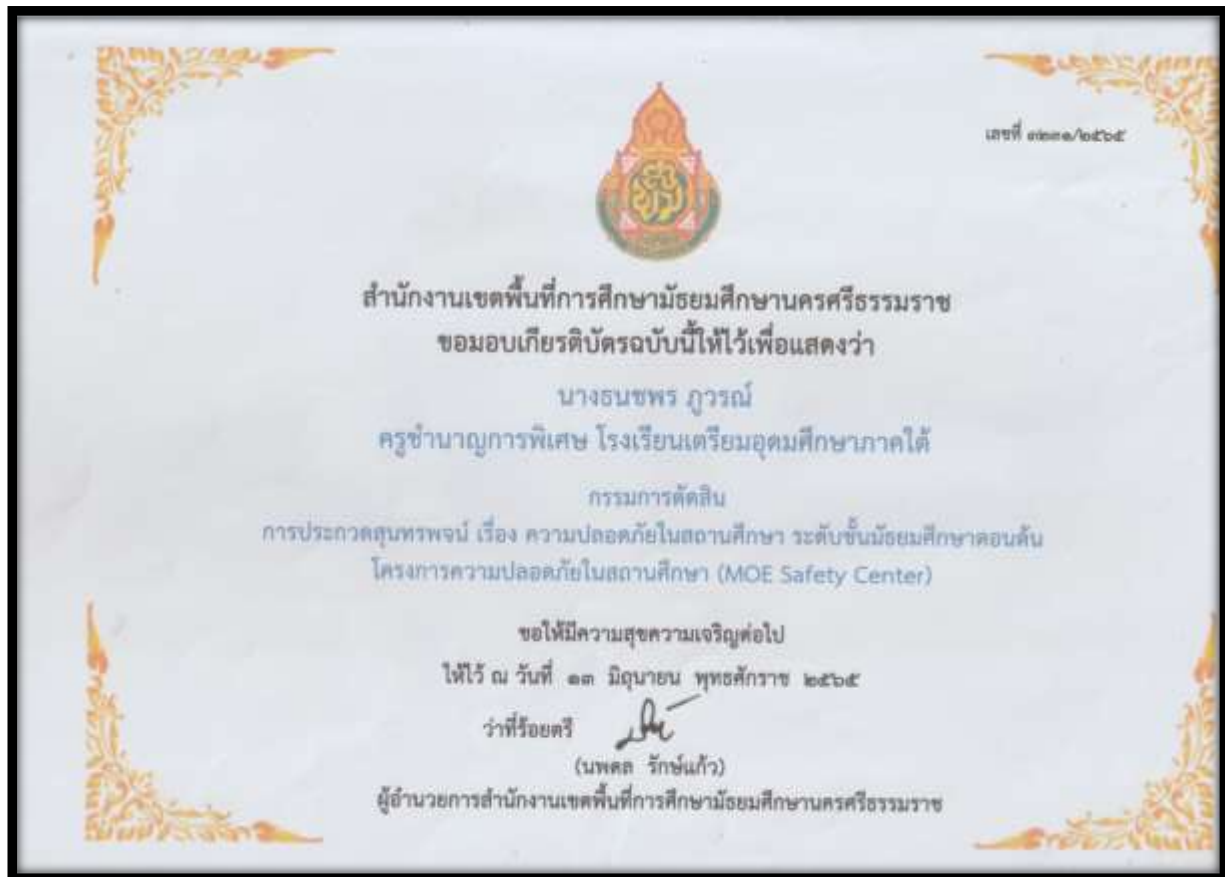 เลขที่ /๒๕๖๕
สำนักงานเขตพื้นที่การศึกษามัธยมศึกษานครศรีธรรมราช
ขอมอบเกียรติบัตรฉบับนี้ให้ไว้เพื่อแสดงว่า
นางธนชพร ภูวรณ์
ครูชำนาญการพิเศษ โรงเรียนเตรียมอุดมศึกษาภาคใต้
กรรมการตัดสิน
การประกวดสุนทรพจน์ เรื่อง ความปลอดภัยในสถานศึกษา ระดับชั้นมัธยมศึกษาตอนต้น
โครงการความปลอดภัยในสถานศึกษา (MOE Safety Center)
ขอให้มีความสุขความเจริญต่อไป
ให้ไว้ ณ วันที่ ๑๓ มิถุนายน พุทธศักราช ๒๕๖๕
ว่าที่ร้อยตรี
(นพดล รักษ์แก้ว)
ผู้อำนวยการสำนักงานเขตพื้นที่การศึกษามัธยมศึกษานครศรีธรรมราช